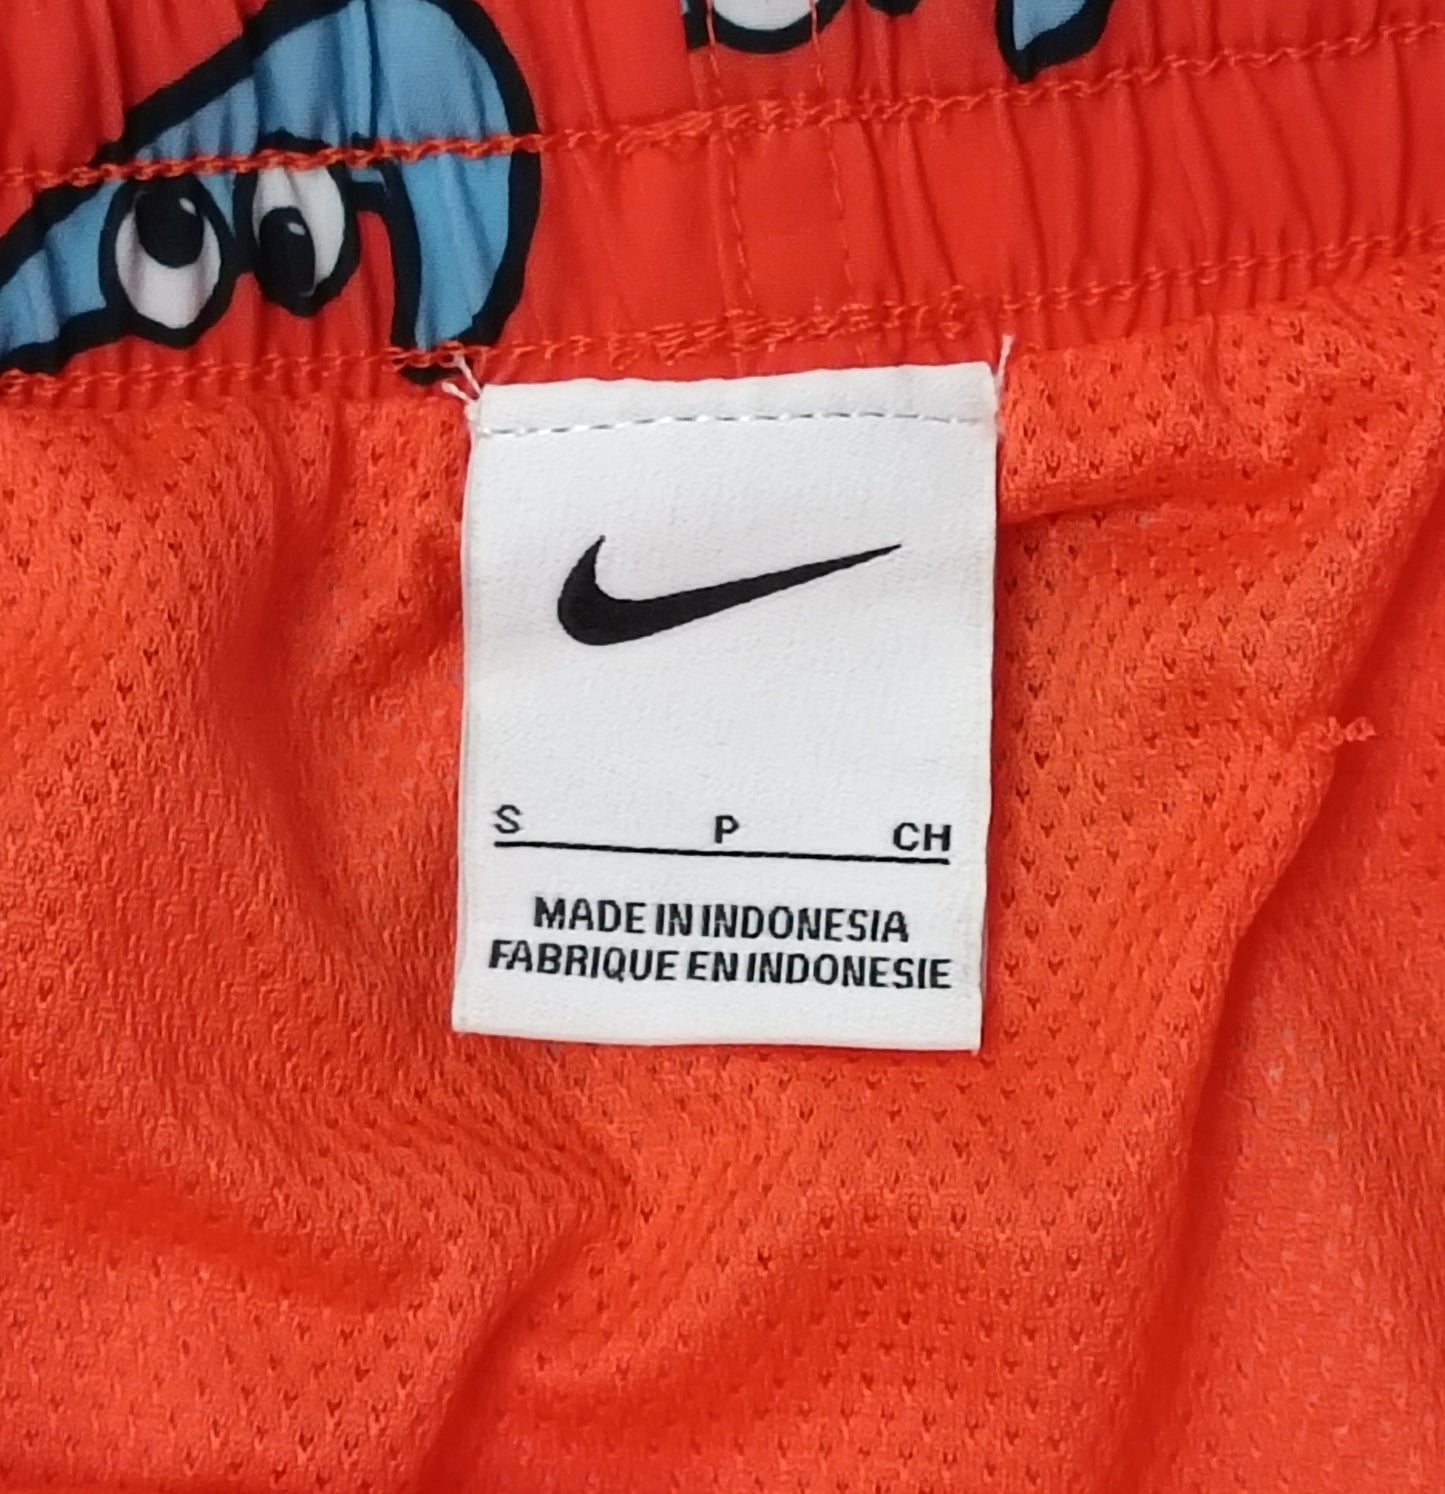 S P CH
MADE IN INDONESIA
FABRIQUE EN INDONESIE